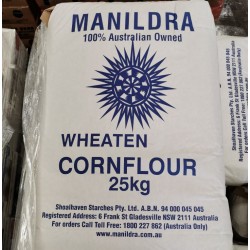 MANILDRA
100% Australian Owned
WHEATEN
CORNFLOUR
25kg
Shoalhaven Starches Pty. Ltd. A.B.N. 94 000 045 045
Registered Address: 6 Frank St Gladesville NSW 2111 Australia
For orders Call Toll Free: 1800 227 862 (Australia Only)
www.manildra.com.au